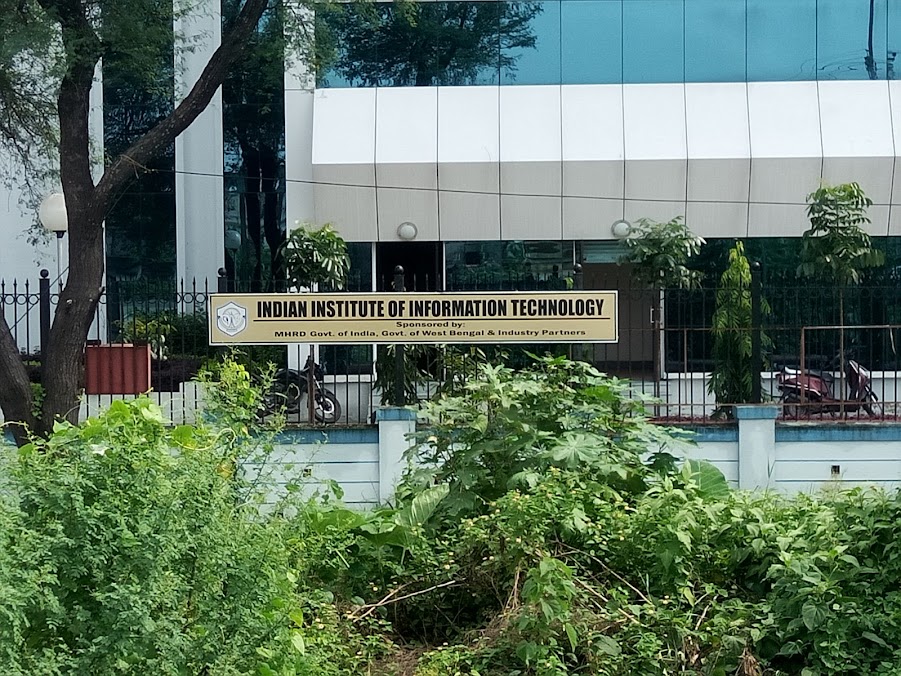 INDIAN INSTITUTE OF INFORMATION TECHNOLOGY
Sponsored by:
MHRD Govt. of India, Govt. of West Bengal & Industry Partners